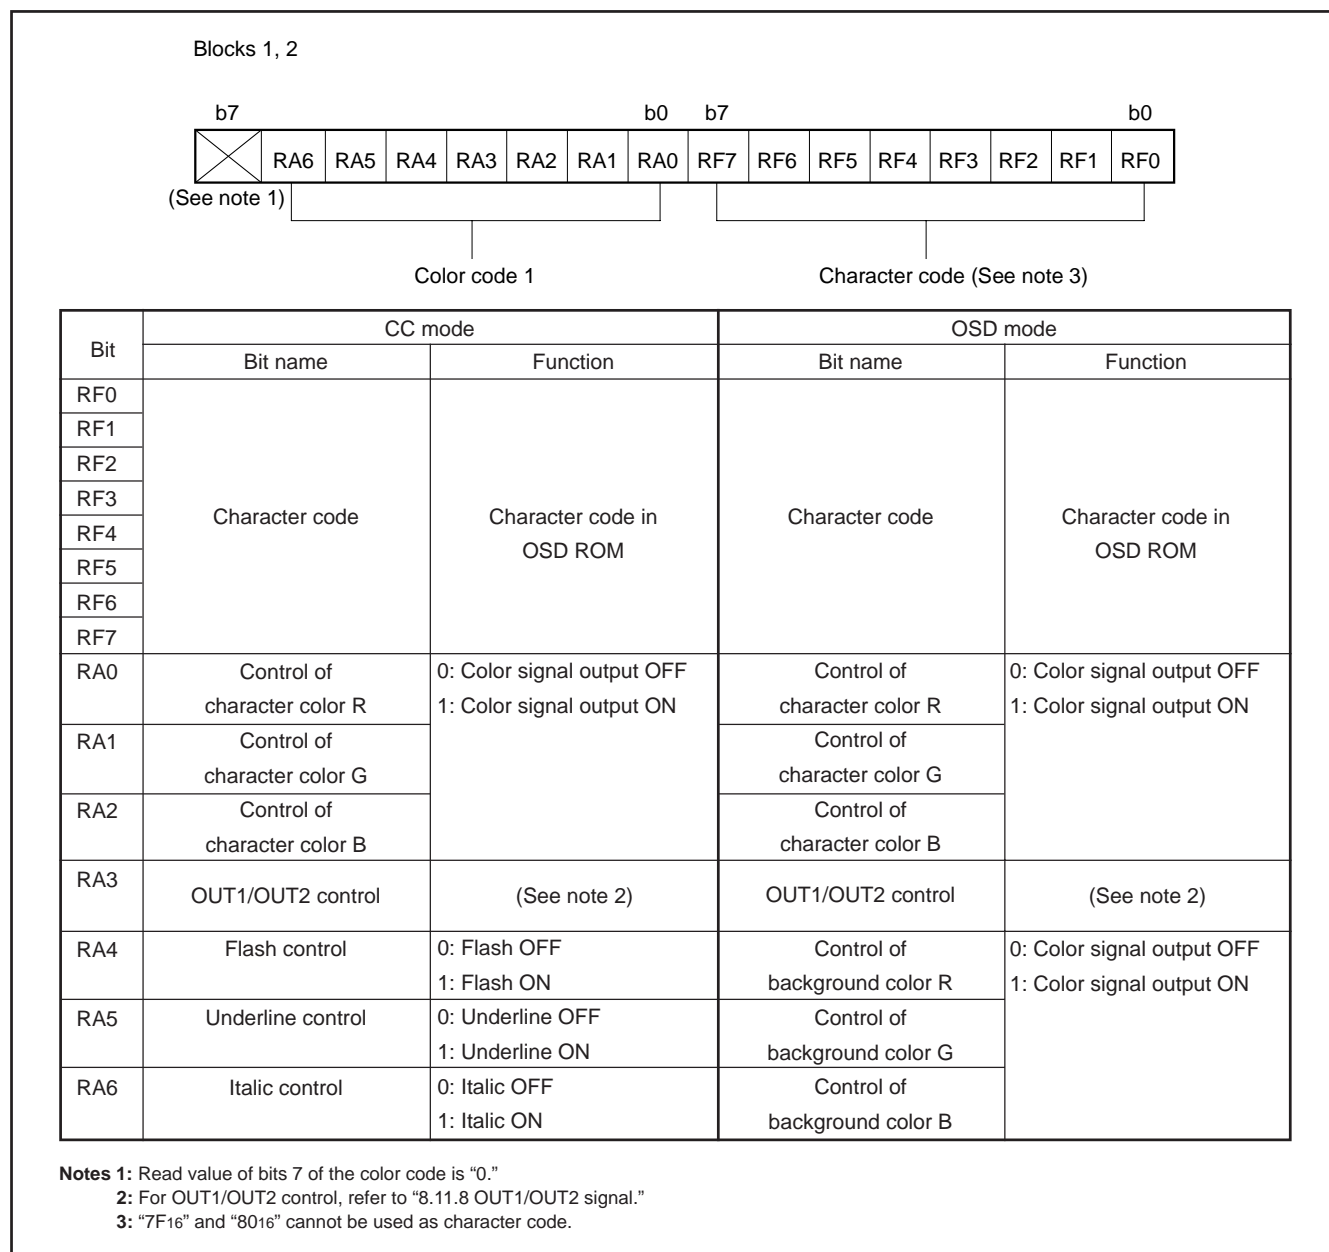 Blocks 1, 2
b7 b0 b7 b0
RA6 RA5 RA4 RA3 RA2 RA1 RA0 RF7 RF6 RF5 RF4 RF3 RF2 RF1 RF0
(See note 1)
Color code 1 Character code (See note 3)
Bit CC mode OSD mode
Bit name Function Bit name Function
RF0
RF1
RF2
RF3
RF4
RF5
RF6
RF7
Character code Character code in Character code Character code in
OSD ROM OSD ROM
RA0 Control of 0: Color signal output OFF Control of 0: Color signal output OFF
character color R 1: Color signal output ON character color R 1: Color signal output ON
RA1 Control of Control of
character color G character color G
RA2 Control of Control of
character color B character color B
RA3 OUT1/OUT2 control (See note 2) OUT1/OUT2 control (See note 2)
RA4 Flash control 0: Flash OFF Control of 0: Color signal output OFF
1: Flash ON background color R 1: Color signal output ON
RA5 Underline control 0: Underline OFF Control of
1: Underline ON background color G
RA6 Italic control 0: Italic OFF Control of
1: Italic ON background color B
Notes 1: Read value of bits 7 of the color code is “0.”
2: For OUT1/OUT2 control, refer to “8.11.8 OUT1/OUT2 signal.”
3: “7F16” and “8016” cannot be used as character code.